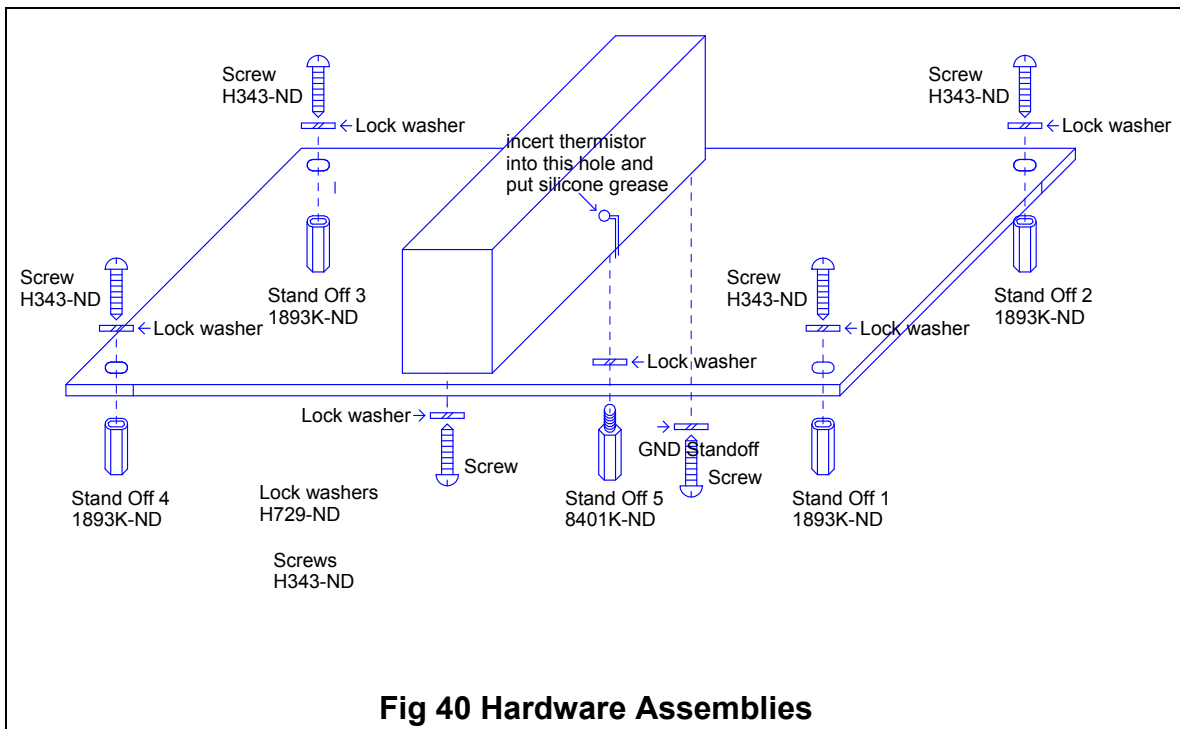 Screw
H343-ND
Lock washer
Screw
H343-ND
Lock washer
incert thermistor
into this hole and
put silicone grease
Screw
H343-ND
Lock washer
Stand Off 3
1893K-ND
Screw
H343-ND
Lock washer
Stand Off 2
1893K-ND
Lock washer
Lock washer
GND Standoff
Screw
Screw
Stand Off 4
1893K-ND
Lock washers
H729-ND
Stand Off 5
8401K-ND
Stand Off 1
1893K-ND
Screws
H343-ND
Fig 40 Hardware Assemblies